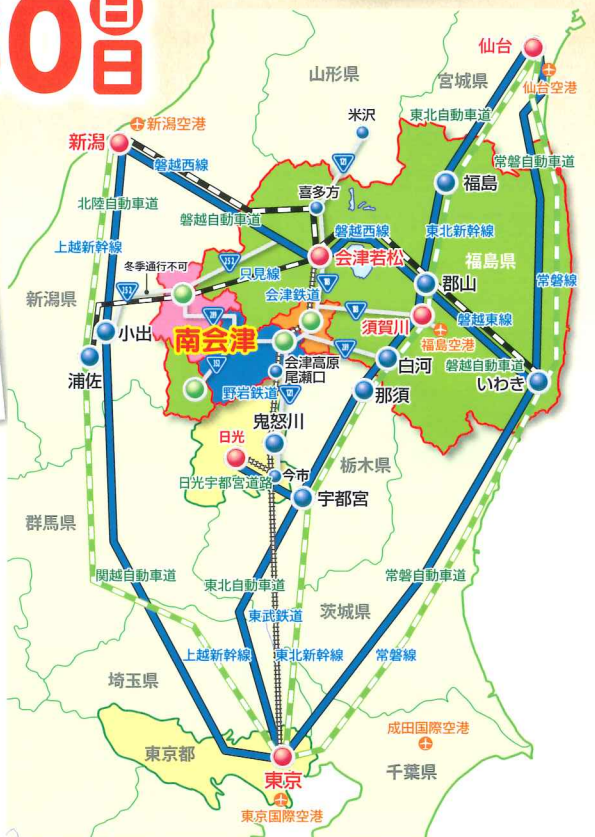 0日
日
仙台
山形県
宮城県
仙台空港
米沢
東北自動車道
新潟空港
新潟
常磐自動車道
磐越西線
121
福島
喜多方
北陸自動車道
磐越自動車道
磐越西線
東北新幹線
上越新幹線
会津若松
福島県
冬季通行不可
252
只見線
郡山
常磐線
252
会津鉄道
新潟県
須賀川
磐越東線
小出
南会津
福島空港
289
白河
磐越自動車道
浦佐
会津高原
尾瀬口
いわき
野岩鉄道
121
那須
鬼怒川
日光
栃木県
今市
日光宇都宮道路
宇都宮
群馬県
関越自動車道
東北自動車道
常磐自動車道
茨城県
東武鉄道
上越新幹線
東北新幹線
常磐線
埼玉県
成田国際空港
東京都
東京
千葉県
東京国際空港